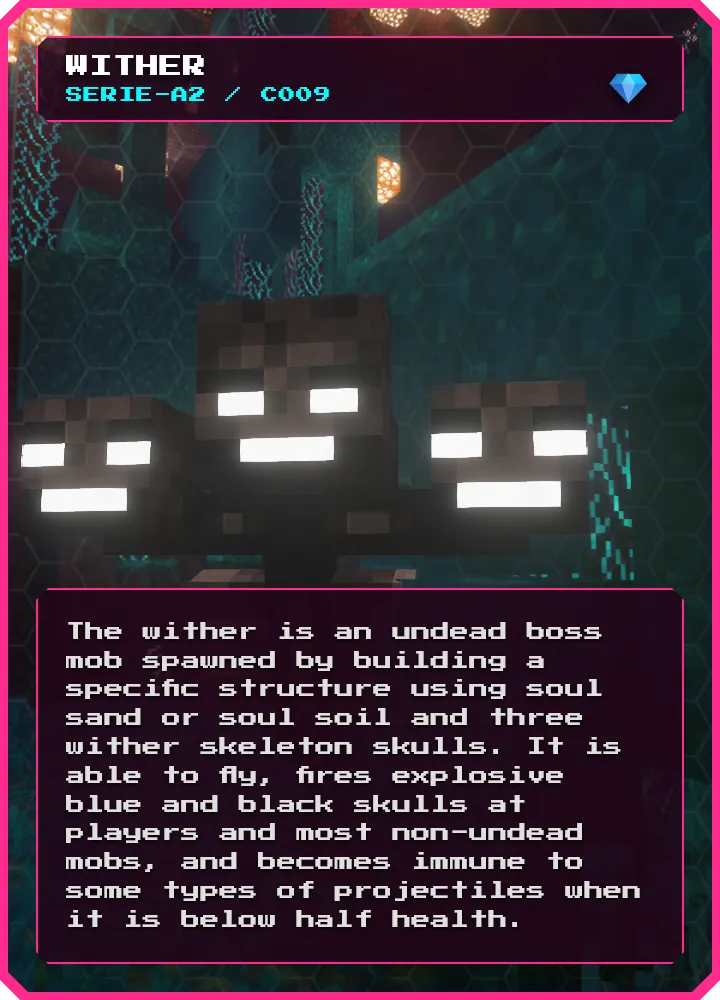 WITHER
SERIE-A2 / C009
The wither is an undead boss
mob spawned by building a
specific structure using soul
sand or soul soil and three
wither skeleton skulls. It is
able to fly, fires explosive
blue and black skulls at
players and most non-undead
mobs, and becomes immune to
some types of projectiles when
it is below half health.